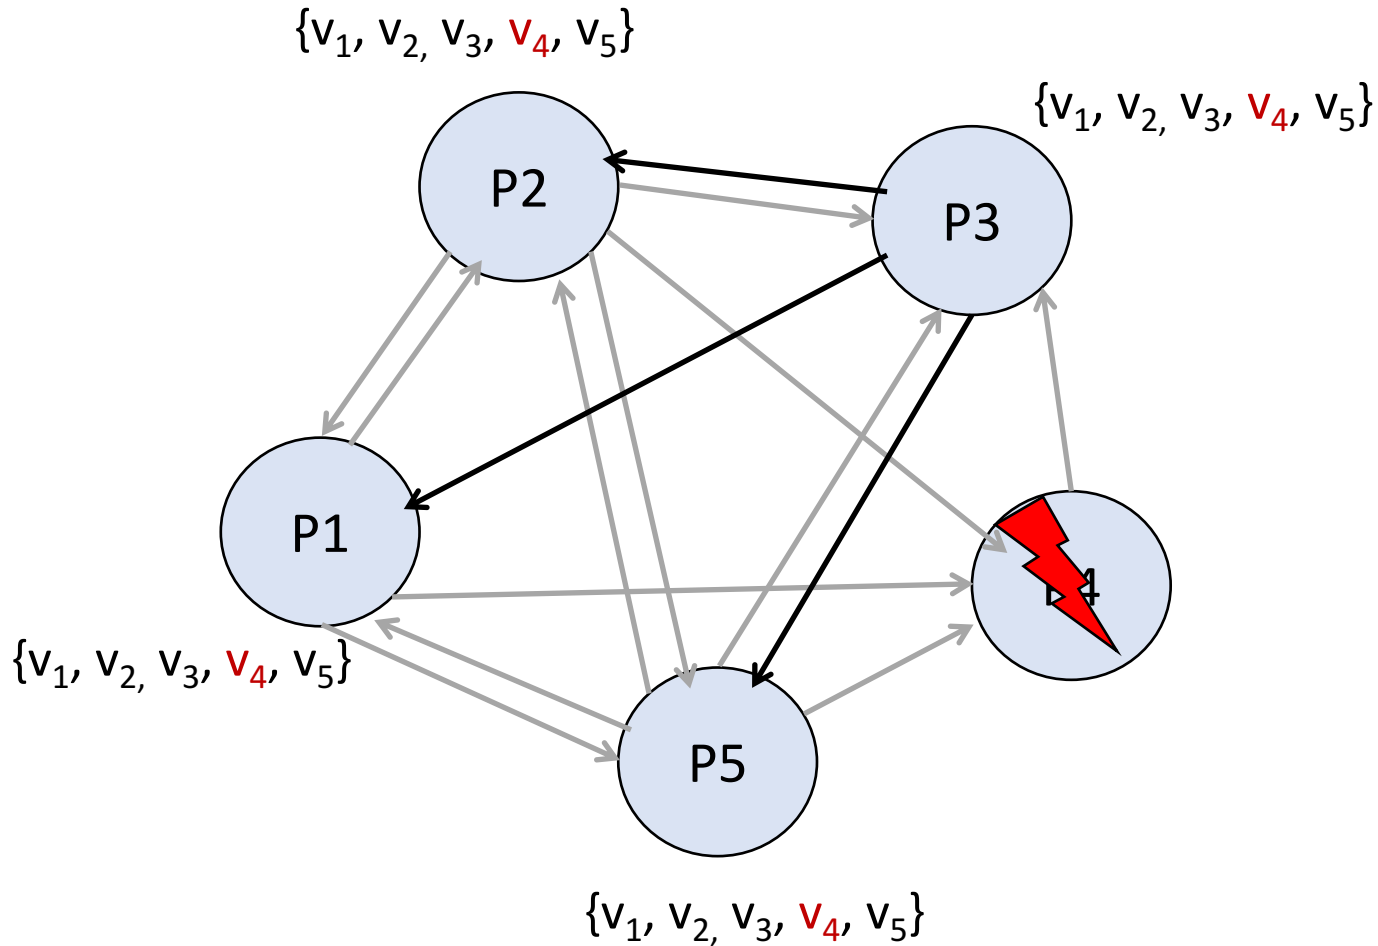 {v1, v2, v3, v4, v5}
{v1, v2, v3, v4, v5}
P2
P3
P1
P4
{v1, v2, v3, v4, v5}
P5
{v1, v2, v3, v4, v5}